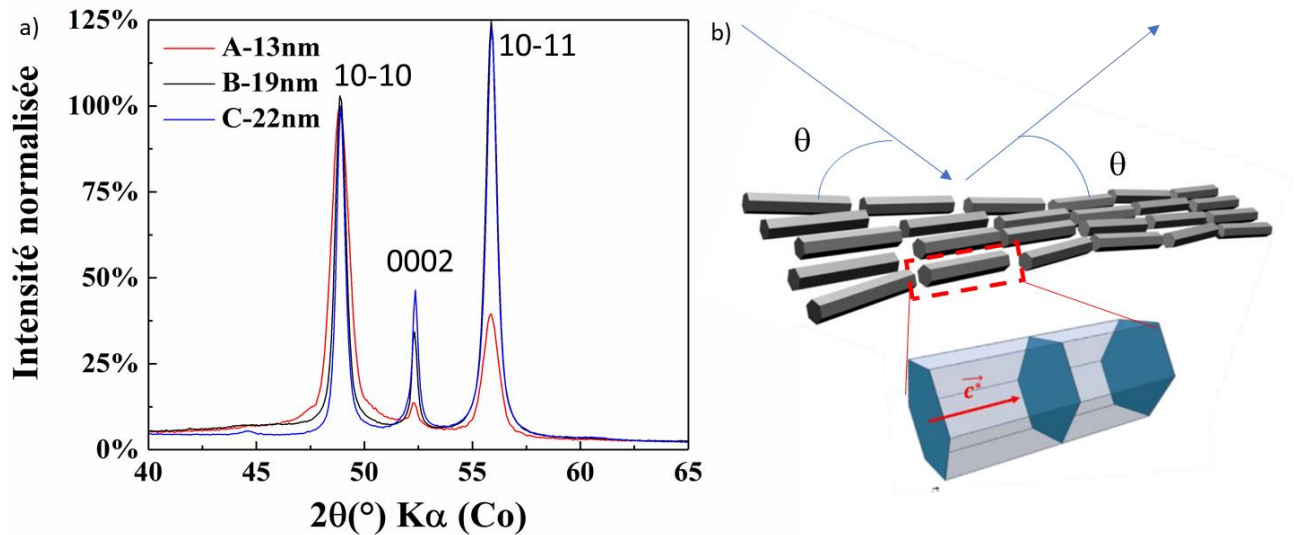 a)
125%
100%
75%
50%
25%
0%
Intensité normalisée
A-13nm
B-19nm
C-22nm
10-10
0002
10-11
40
45
50
55
60
65
2θ(°) Kα (Co)
b)
θ
θ
c*